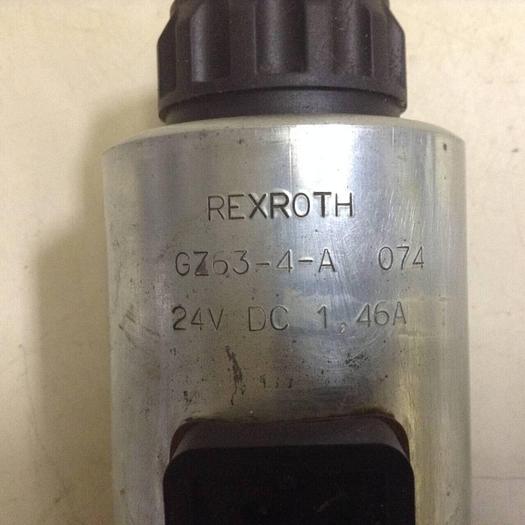 REXROTH
GZ63-4-A 074
24V DC 1,46A